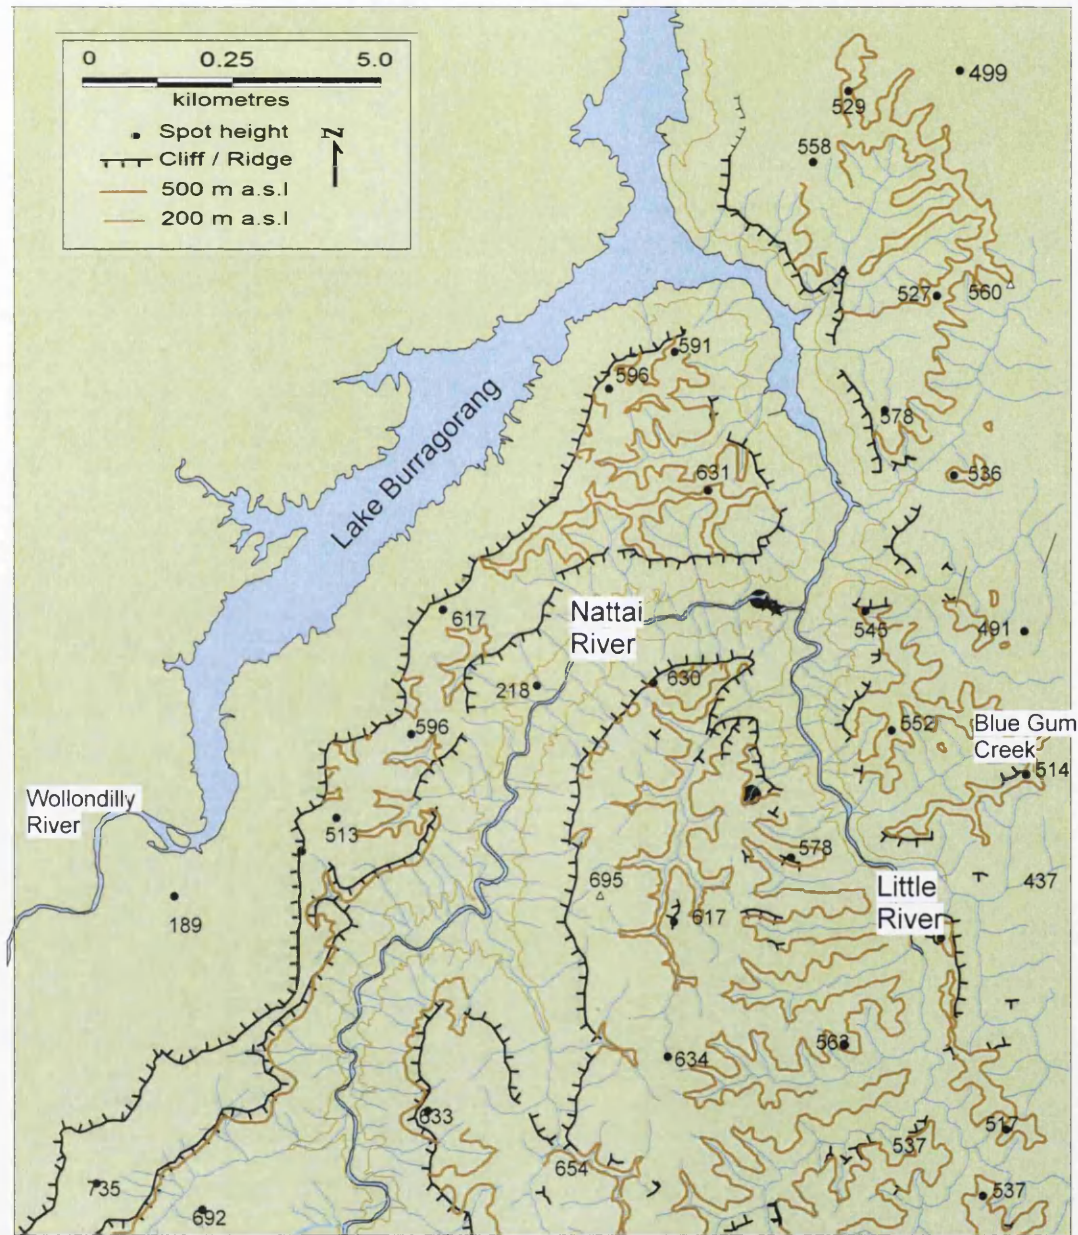 0 0.25 5.0
kilometres
Spot height
N
Cliff / Ridge
500 m a.s.l
200 m a.s.l
499
529
558
527
560
591
596
578
Lake Burragorang
631
536
617
Nattai
River
545
491
218
630
596
552
Blue Gum
Creek
514
Wollondilly
River
513
578
695
437
Little
River
189
617
634
563
633
517
537
654
735
537
692